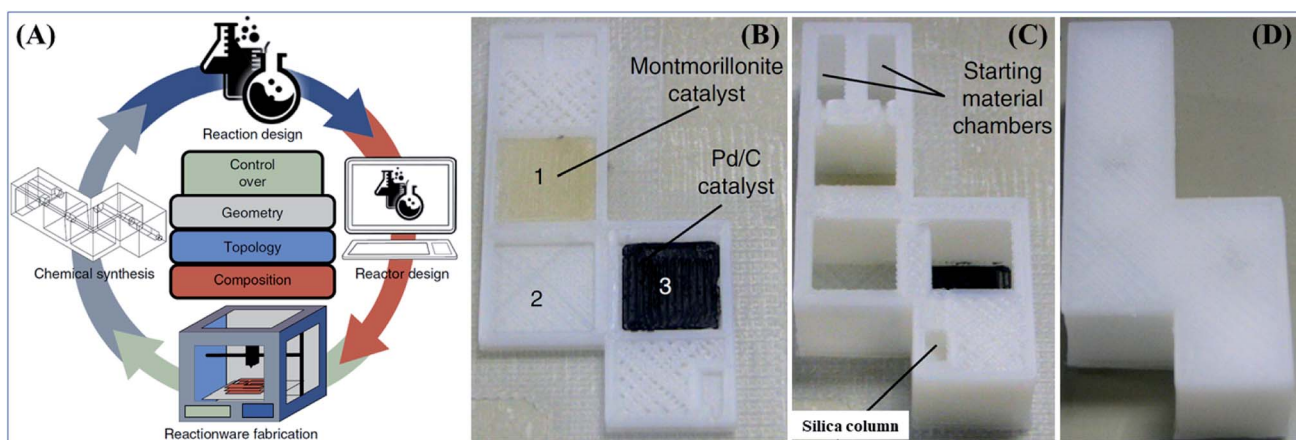 (A)
Reaction design
Control
over
Geometry
Topology
Composition
Chemical synthesis
Reactor design
Reactionware fabrication
(B)
Montmorillonite
catalyst
Pd/C
catalyst
1
2
3
(C)
Starting
material
chambers
Silica column
(D)